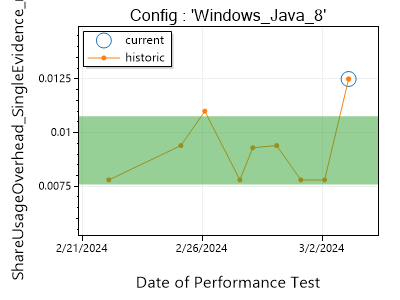 Config : 'Windows_Java_8'
current
historic
0.0125
0.01
0.0075
2/21/2024
2/26/2024
3/2/2024
Date of Performance Test
ShareUsageOverhead_SingleEvidence_